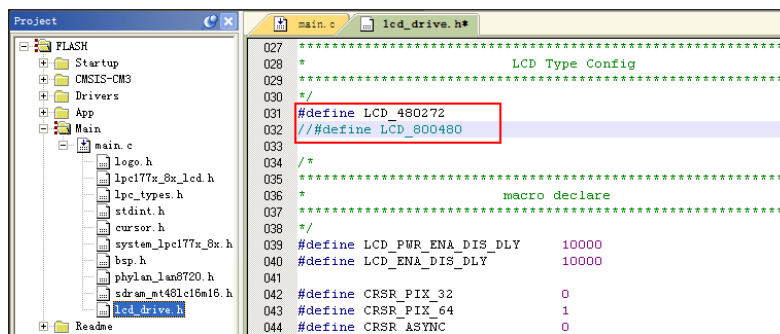 Project
FLASH
Startup
CMSIS-CM3
Drivers
App
Main
main.c
logo.h
lpc177x_8x_lcd.h
lpc_types.h
stdint.h
cursor.h
system_lpc177x_8x.h
bsp.h
phylan_lan8720.h
sdram_mt48lc16m16.h
lcd_drive.h
Readme
main.c lcd_drive.h*
027 ***********************************************************
028 * LCD Type Config
029 ***********************************************************
030 */
031 #define LCD_480272
032 //#define LCD_800480
033
034 /*
035 ***********************************************************
036 * macro declare
037 ***********************************************************
038 */
039 #define LCD_PWR_ENA_DIS_DLY 10000
040 #define LCD_ENA_DIS_DLY 10000
041
042 #define CRSR_PIX_32 0
043 #define CRSR_PIX_64 1
044 #define CRSR_ASYNC 0